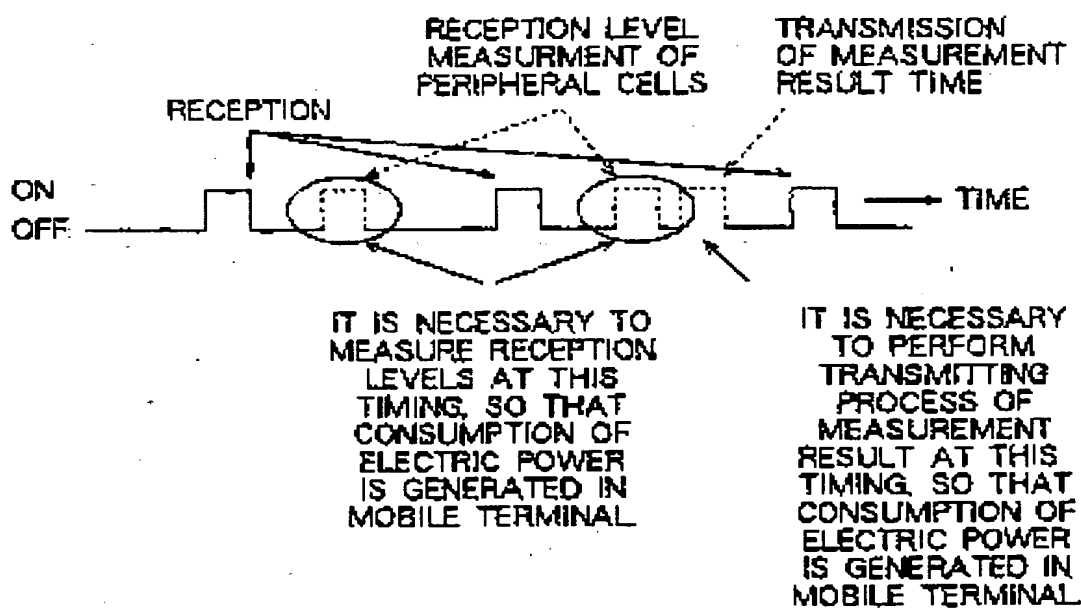 RECEPTION LEVEL
MEASURMENT OF
PERIPHERAL CELLS
TRANSMISSION
OF MEASUREMENT
RESULT TIME
RECEPTION
ON
OFF
TIME
IT IS NECESSARY TO
MEASURE RECEPTION
LEVELS AT THIS
TIMING, SO THAT
CONSUMPTION OF
ELECTRIC POWER
IS GENERATED IN
MOBILE TERMINAL
IT IS NECESSARY
TO PERFORM
TRANSMITTING
PROCESS OF
MEASUREMENT
RESULT AT THIS
TIMING, SO THAT
CONSUMPTION OF
ELECTRIC POWER
IS GENERATED IN
MOBILE TERMINAL